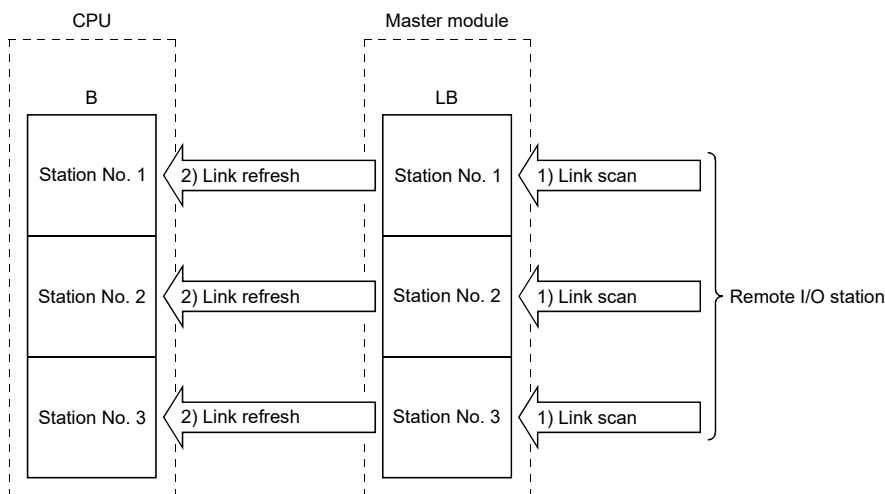 CPU
Master module
B
LB
Station No. 1
2) Link refresh
Station No. 1
1) Link scan
Station No. 2
2) Link refresh
Station No. 2
1) Link scan
Remote I/O station
Station No. 3
2) Link refresh
Station No. 3
1) Link scan